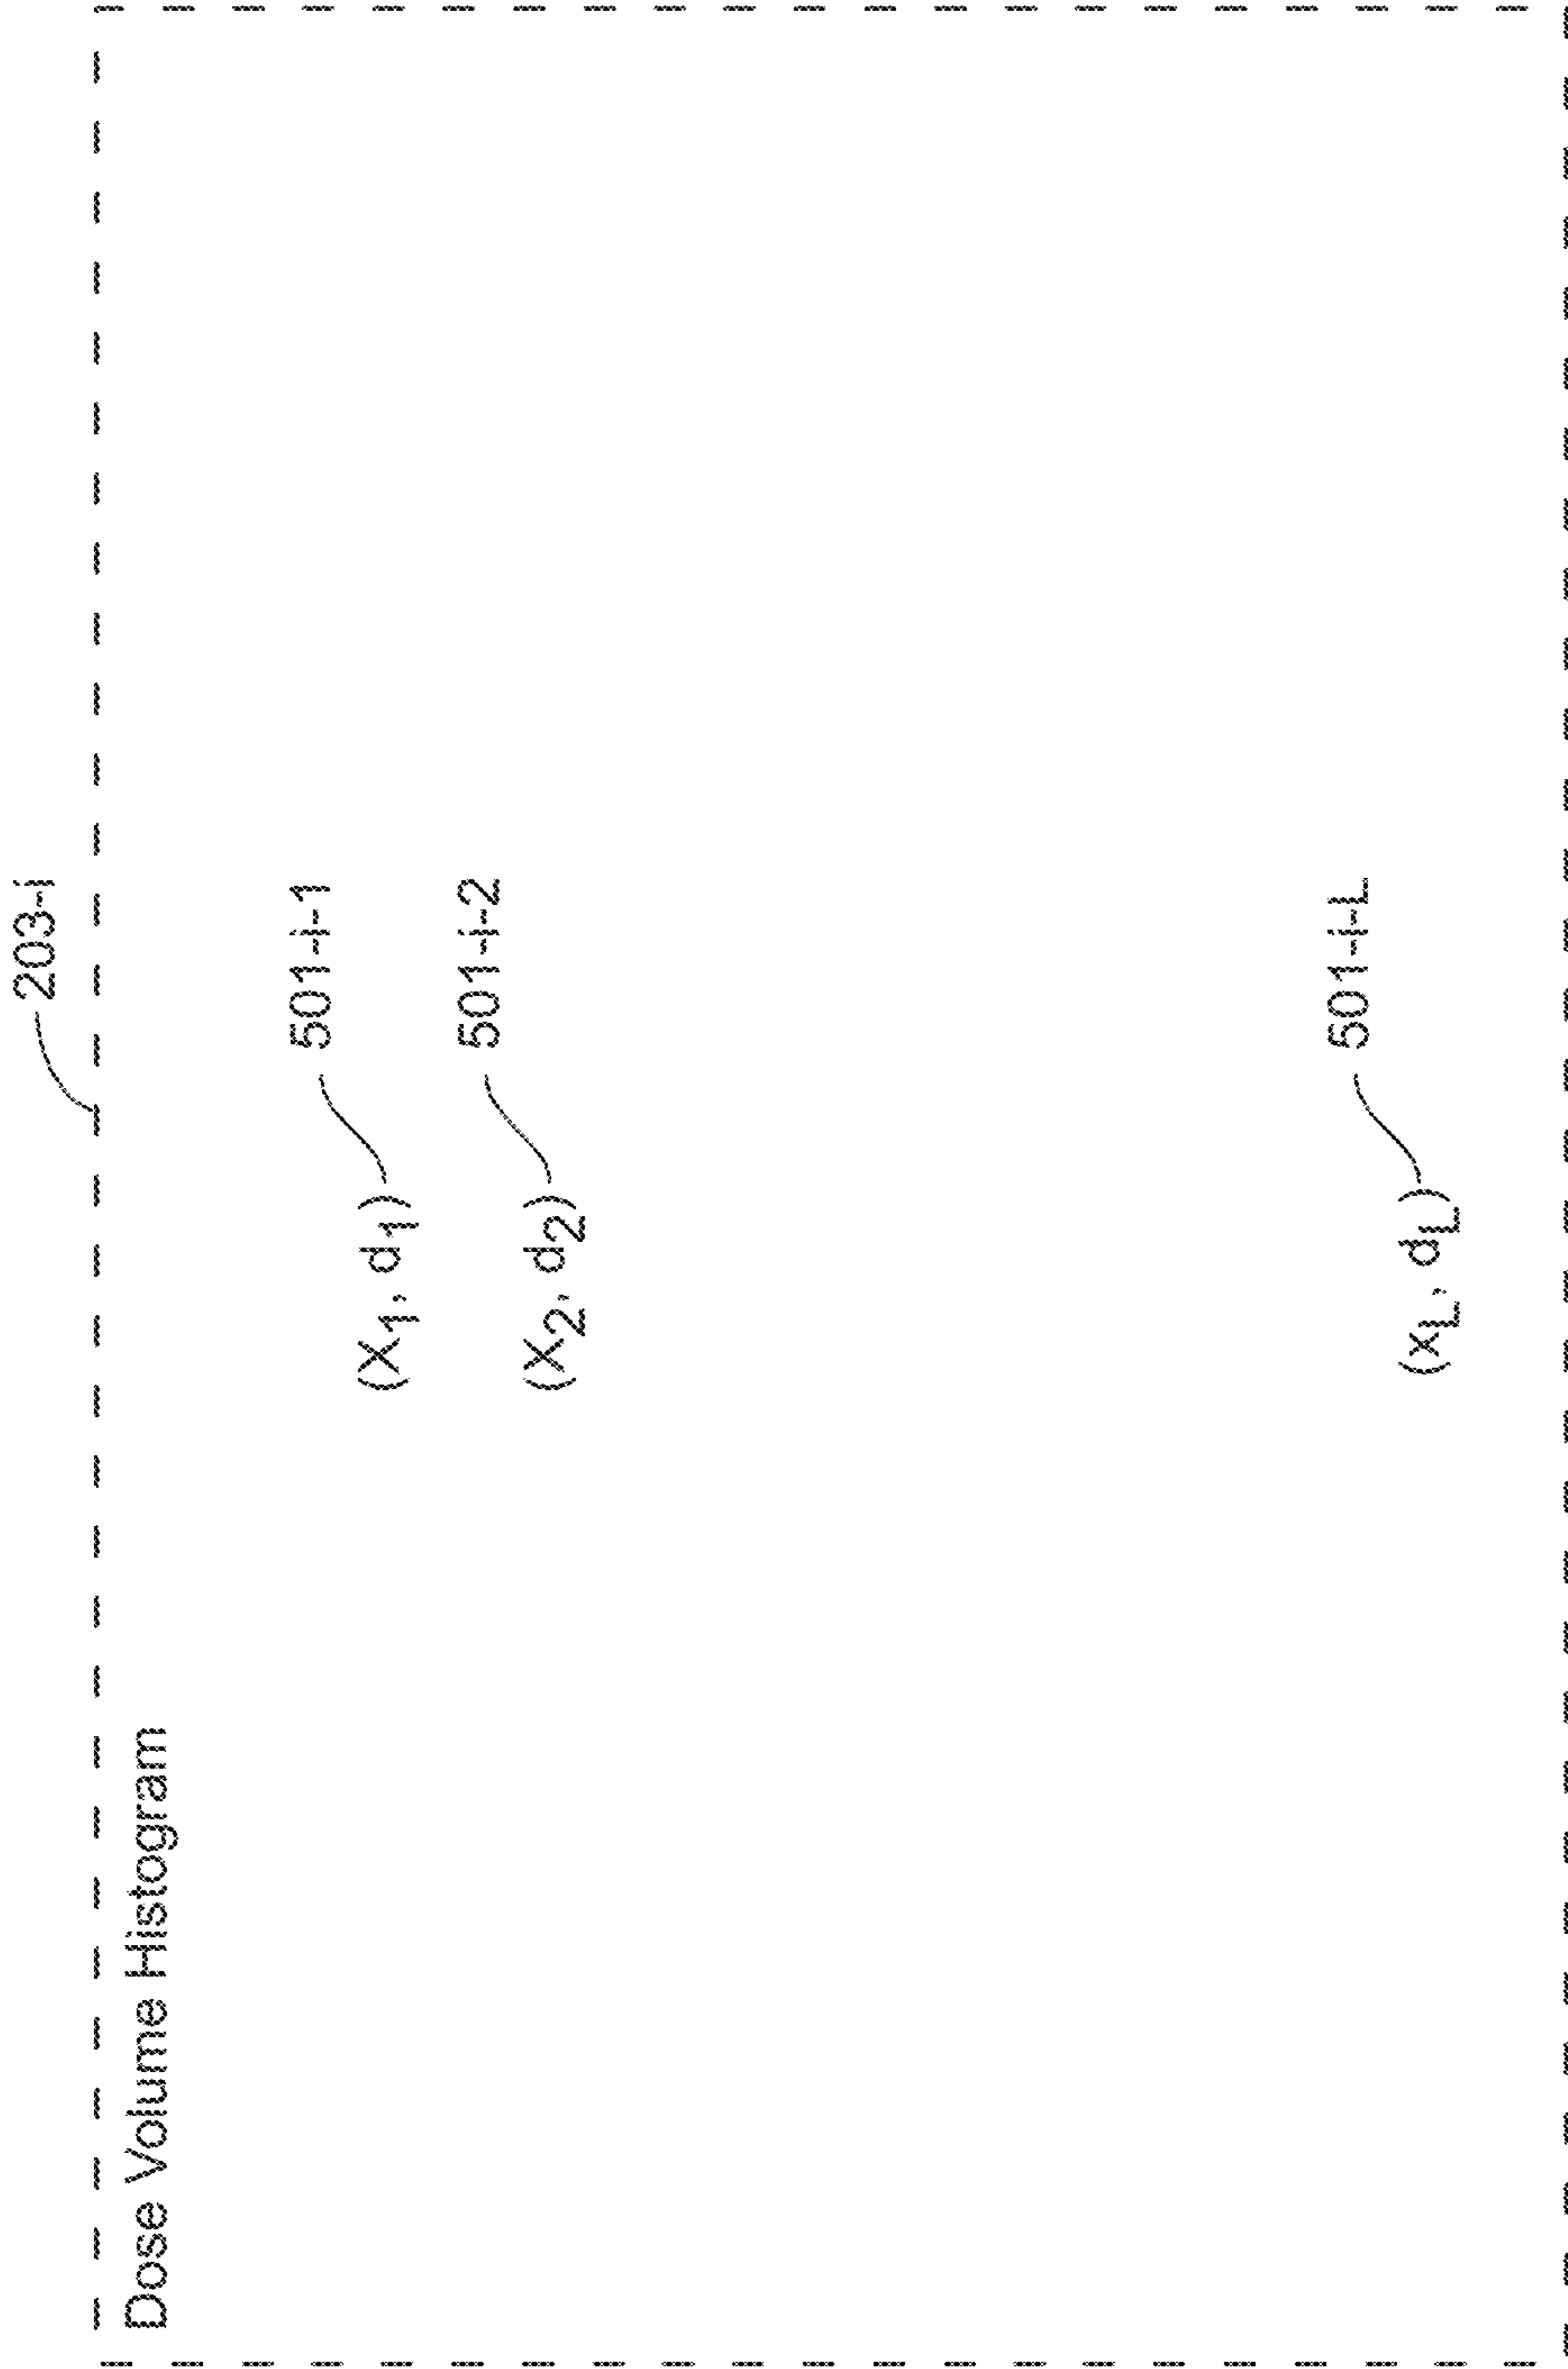 203-i
Dose Volume Histogram
501-i-1
(X1, d1)
501-i-2
(X2, d2)
501-i-L
(xL, dL)